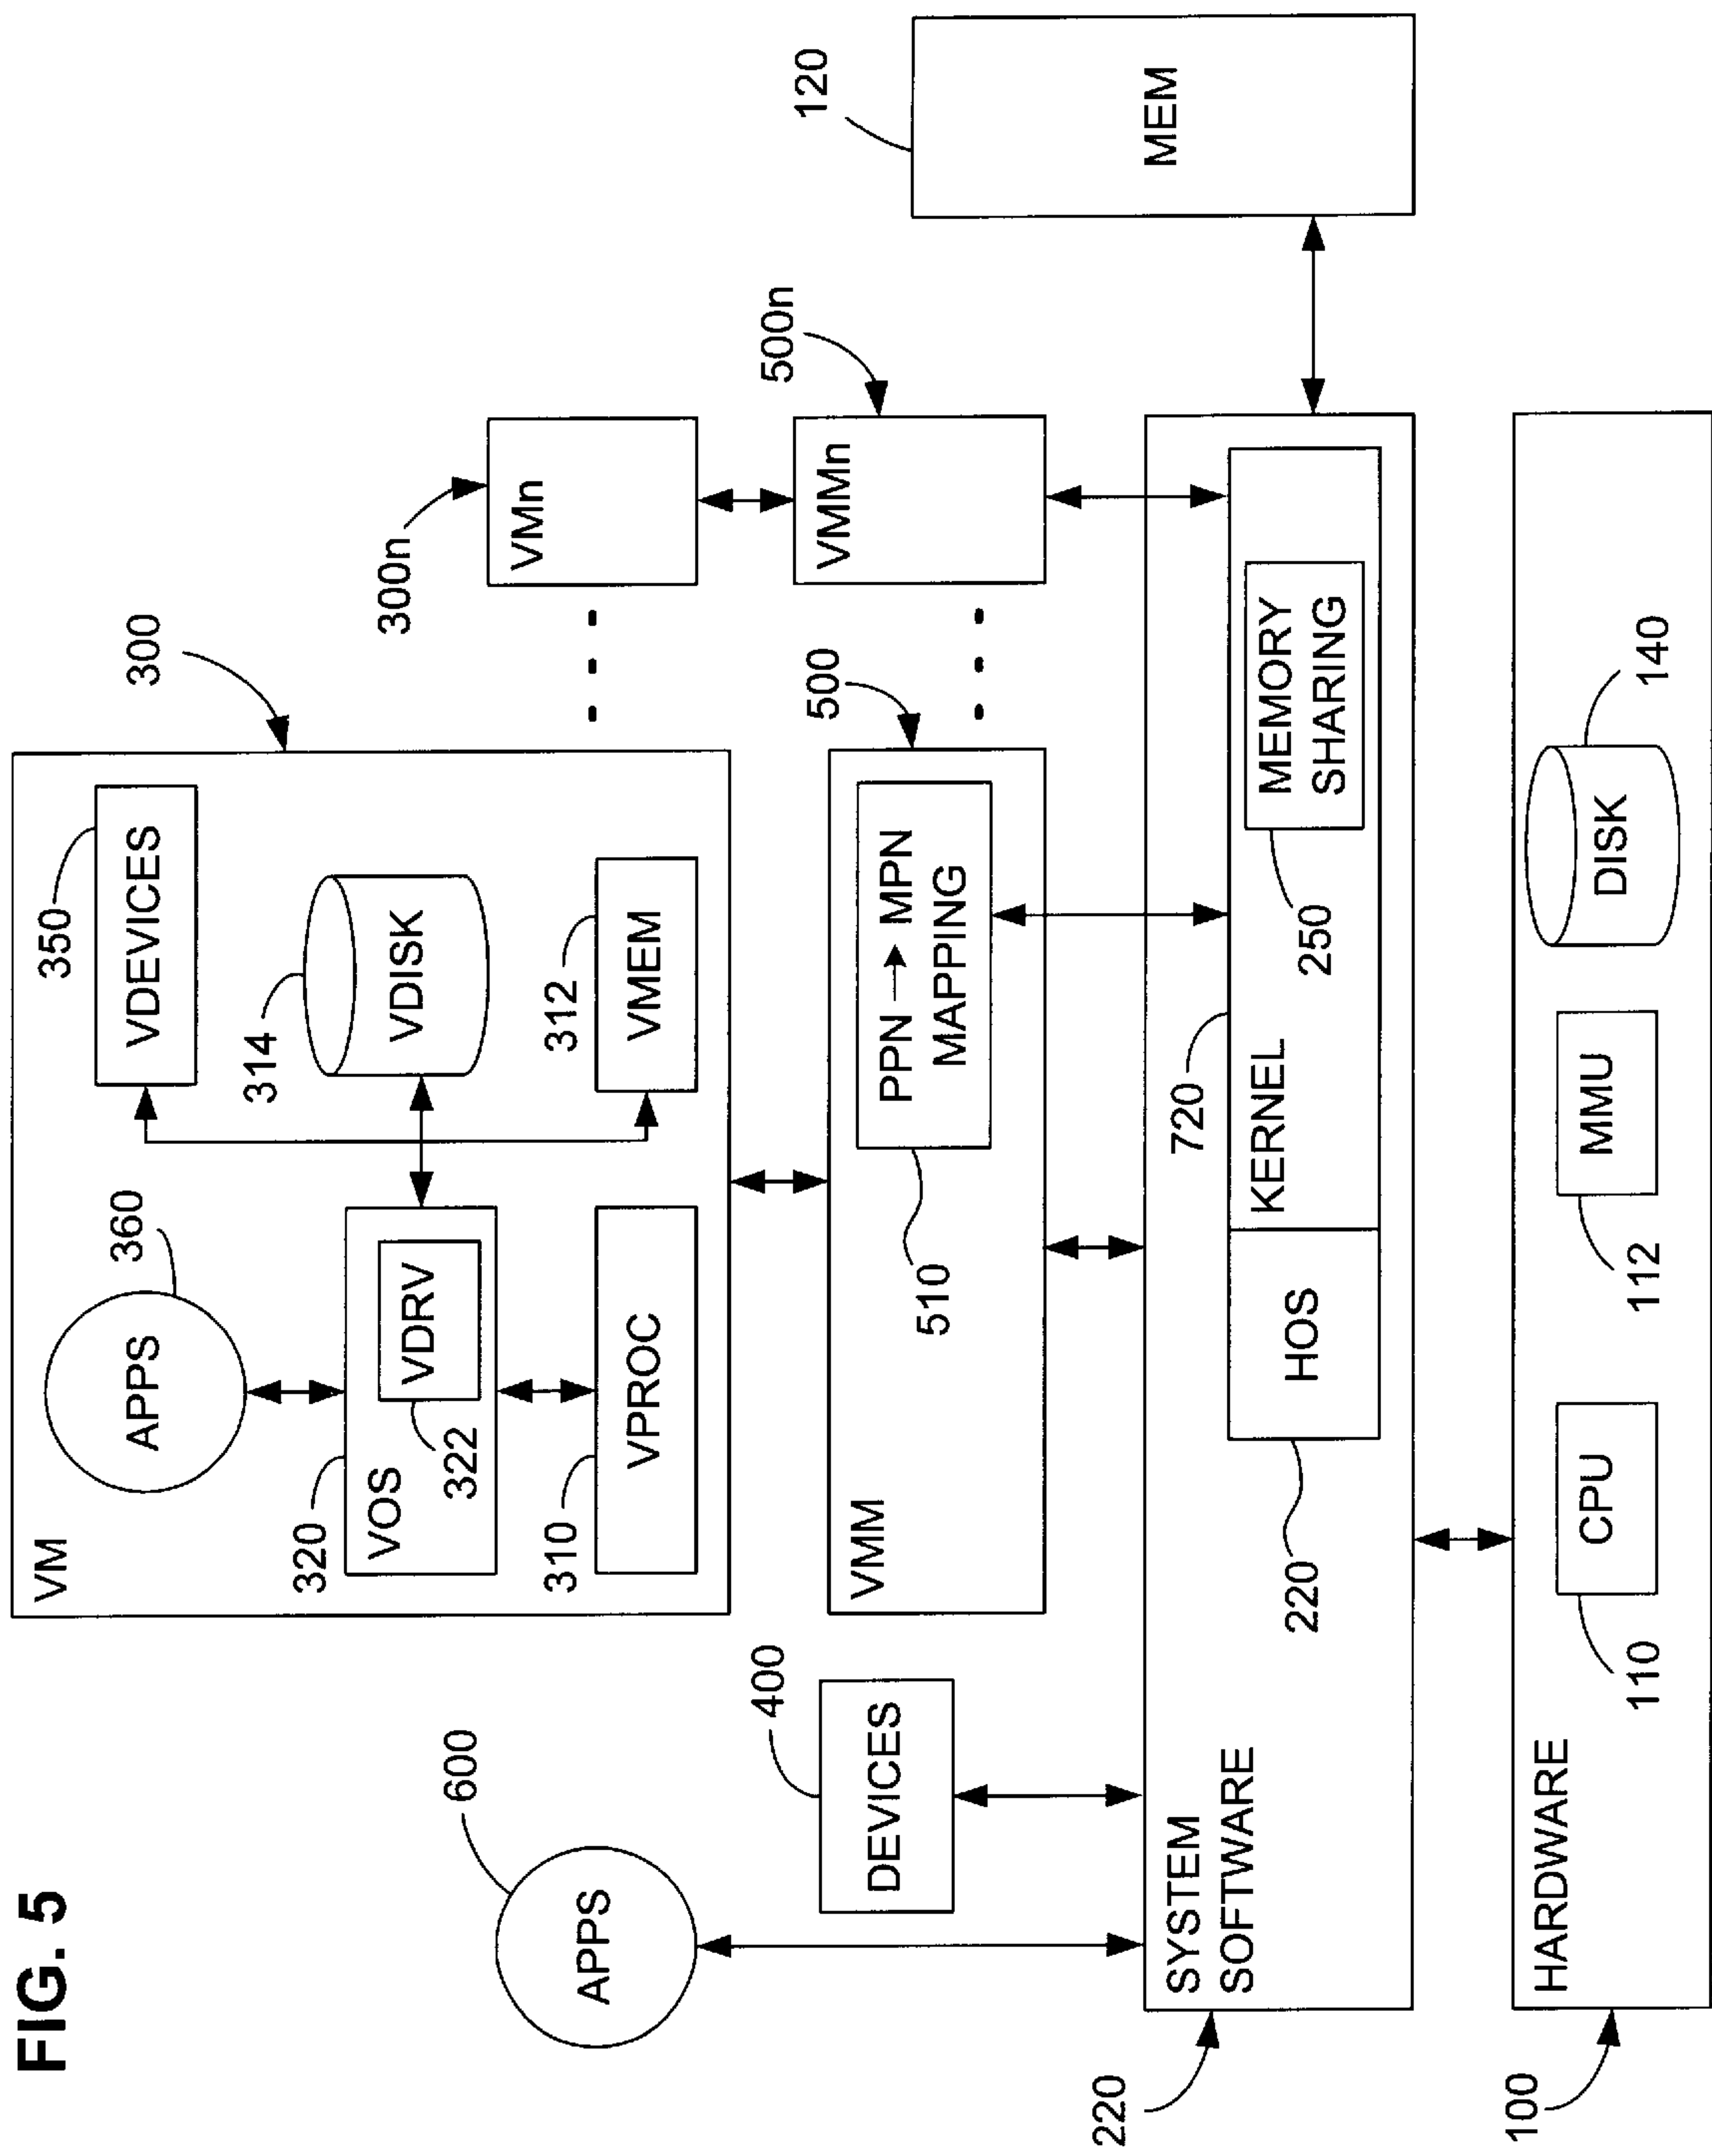 FIG. 5
VM
APPS
360
VDEVICES
350
300
320
VOS
VDRV
322
314
VDISK
310
VPROC
312
VMEM
300n
VMn
600
APPS
400
DEVICES
VMM
510
PPN → MPN
MAPPING
500
500n
VMMn
120
MEM
220
SYSTEM
SOFTWARE
220
HOS
720
KERNEL
250
MEMORY
SHARING
100
HARDWARE
110
CPU
112
MMU
DISK
140